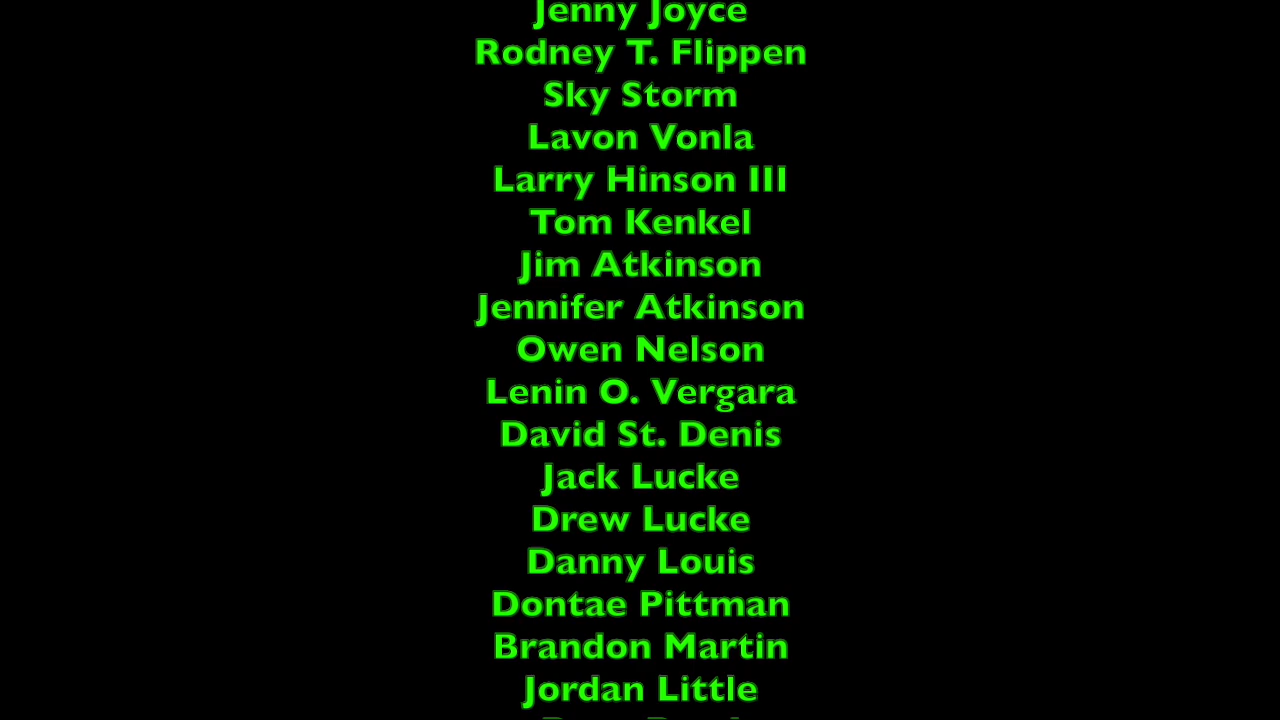 Jenny Joyce
Rodney T. Flippen
Sky Storm
Lavon Vonla
Larry Hinson III
Tom Kenkel
Jim Atkinson
Jennifer Atkinson
Owen Nelson
Lenin O. Vergara
David St. Denis
Jack Lucke
Drew Lucke
Danny Louis
Dontae Pittman
Brandon Martin
Jordan Little